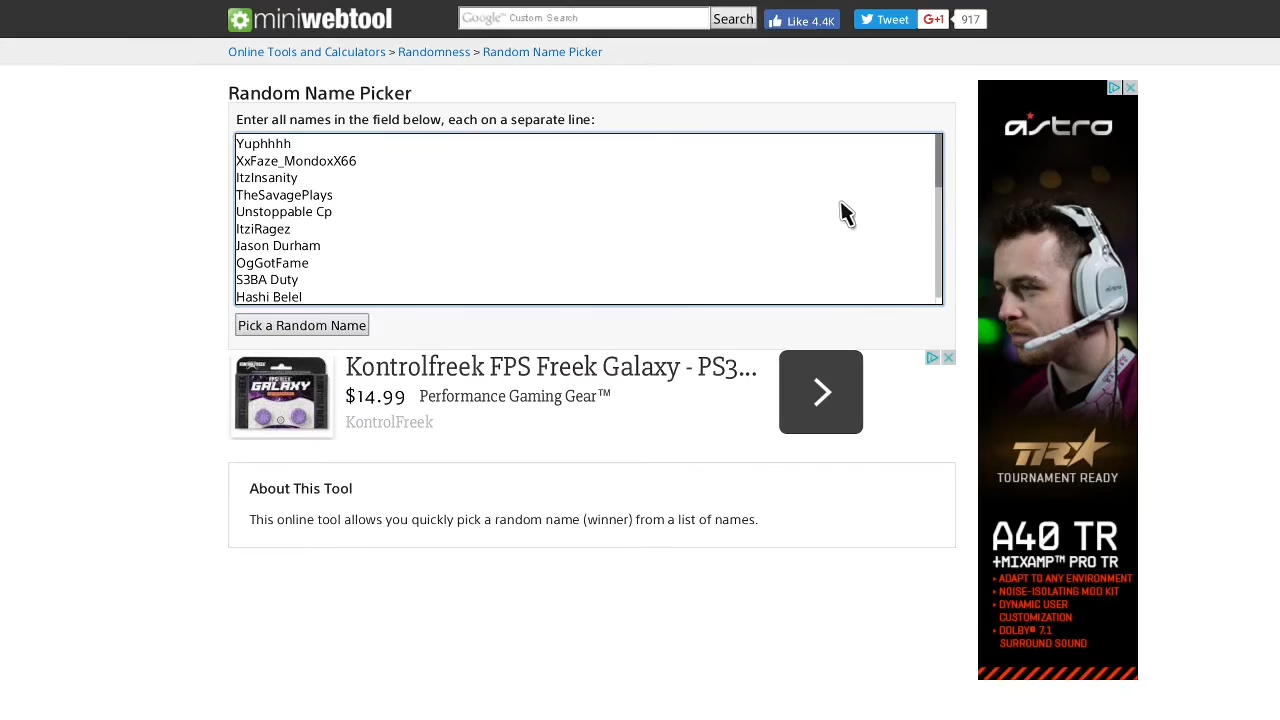 miniwebtool
Google™ Custom Search
Search
Like 4.4K
Tweet
G+1
917
Online Tools and Calculators > Randomness > Random Name Picker
Random Name Picker
Enter all names in the field below, each on a separate line:
Yuphhhh
XxFaze_MondoxX66
ItzInsanity
TheSavagePlays
Unstoppable Cp
ItziRagez
Jason Durham
OgGotFame
S3BA Duty
Hashi Belel
Pick a Random Name
GALAXY
Kontrolfreek FPS Freek Galaxy - PS3...
$14.99 Performance Gaming Gear™
KontrolFreek
About This Tool
This online tool allows you quickly pick a random name (winner) from a list of names.
astro
TR
TOURNAMENT READY
A40 TR
+MIXAMP™ PRO TR
• ADAPT TO ANY ENVIRONMENT
• NOISE-ISOLATING MOD KIT
• DYNAMIC USER
CUSTOMIZATION
• DOLBY® 7.1
SURROUND SOUND